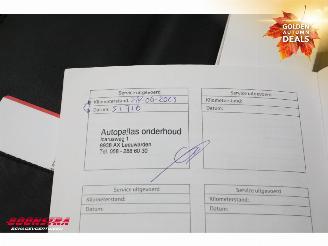 GOLDEN
AUTUMN
DEALS
Service uitgevoerd
Service uitgevoerd
Kilometerstand:
Kilometerstand:
Datum:
Datum:
Autopallas onderhoud
Icarusweg 1
8938 AX Leeuwarden
Tel. 058 - 288 60 30
Service uitgevoerd
Service uitgevoerd
Kilometerstand:
Kilometerstand:
Datum:
Datum:
BOONSTRA